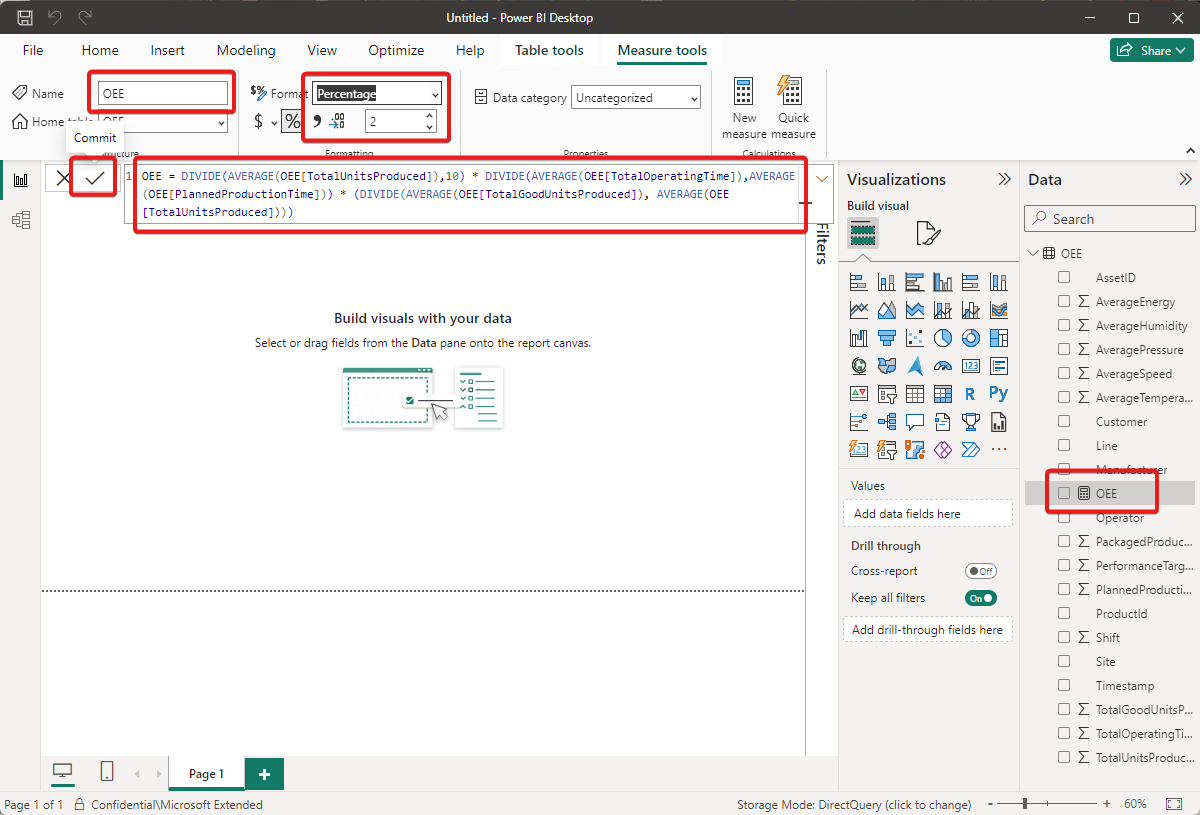 Untitled - Power BI Desktop
File Home Insert Modeling View Optimize Help Table tools Measure tools Share
Name OEE
Format Percentage
Data category Uncategorized
New measure
Quick measure
Home table OEE
$ % 2
Commit
Structure
Formatting
Properties
Calculations
1 OEE = DIVIDE(AVERAGE(OEE[TotalUnitsProduced]),10) * DIVIDE(AVERAGE(OEE[TotalOperatingTime]),AVERAGE
(OEE[PlannedProductionTime])) * (DIVIDE(AVERAGE(OEE[TotalGoodUnitsProduced]), AVERAGE(OEE
[TotalUnitsProduced])))
Filters
Build visuals with your data
Select or drag fields from the Data pane onto the report canvas.
Visualizations
Build visual
R Py
123
123
Values
Add data fields here
Drill through
Cross-report Off
Keep all filters On
Add drill-through fields here
Data
Search
OEE
AssetID
AverageEnergy
AverageHumidity
AveragePressure
AverageSpeed
AverageTempera...
Customer
Line
Manufacturer
OEE
Operator
PackagedProduc...
PerformanceTarg...
PlannedProducti...
ProductId
Shift
Site
Timestamp
TotalGoodUnitsP...
TotalOperatingTi...
TotalUnitsProduc...
Page 1
Page 1 of 1 Confidential\Microsoft Extended
Storage Mode: DirectQuery (click to change) - + 60%